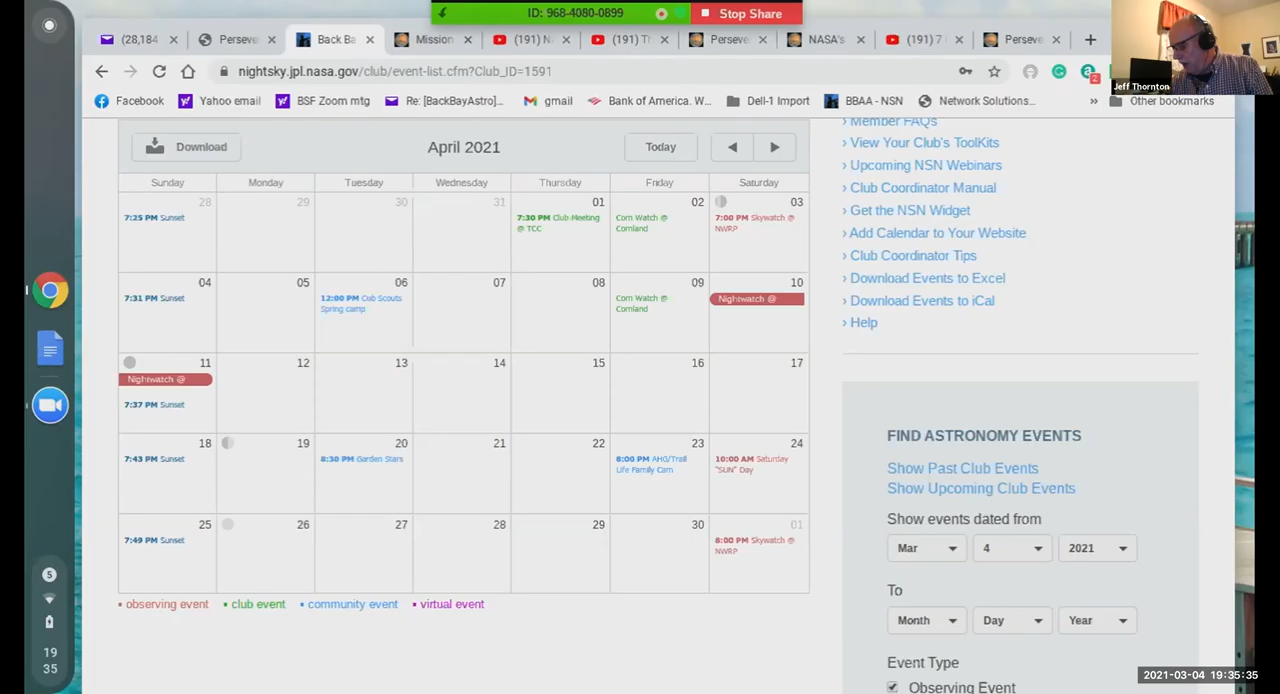 ID: 968-4080-0899
Stop Share
(28,184
Perseve
Back Ba
Mission
(191) N
(191) T
Perseve
NASA's
(191) 7
Perseve
Jeff Thornton
nightsky.jpl.nasa.gov/club/event-list.cfm?Club_ID=1591
2
Facebook
Yahoo email
BSF Zoom mtg
Re: [BackBayAstro]...
gmail
Bank of America. W...
Dell-1 Import
BBAA - NSN
Network Solutions...
»
Other bookmarks
Download
April 2021
Today
Sunday Monday Tuesday Wednesday Thursday Friday Saturday
28 29 30 31 01 02 03
7:25 PM Sunset
7:30 PM Club Meeting
@ TCC
Corn Watch @
Cornland
7:00 PM Skywatch @
NWRP
04 05 06 07 08 09 10
7:31 PM Sunset
12:00 PM Cub Scouts
Spring camp
Corn Watch @
Cornland
Nightwatch @
11 12 13 14 15 16 17
Nightwatch @
7:37 PM Sunset
18 19 20 21 22 23 24
7:43 PM Sunset
8:30 PM Garden Stars
8:00 PM AHG/Trail
Life Family Cam
10:00 AM Saturday
"SUN" Day
25 26 27 28 29 30 01
7:49 PM Sunset
8:00 PM Skywatch @
NWRP
observing event club event community event virtual event
› Member FAQs
› View Your Club's ToolKits
› Upcoming NSN Webinars
› Club Coordinator Manual
› Get the NSN Widget
› Add Calendar to Your Website
› Club Coordinator Tips
› Download Events to Excel
› Download Events to iCal
› Help
FIND ASTRONOMY EVENTS
Show Past Club Events
Show Upcoming Club Events
Show events dated from
Mar 4 2021
To
Month Day Year
Event Type
Observing Event
5
19
35
2021-03-04 19:35:35